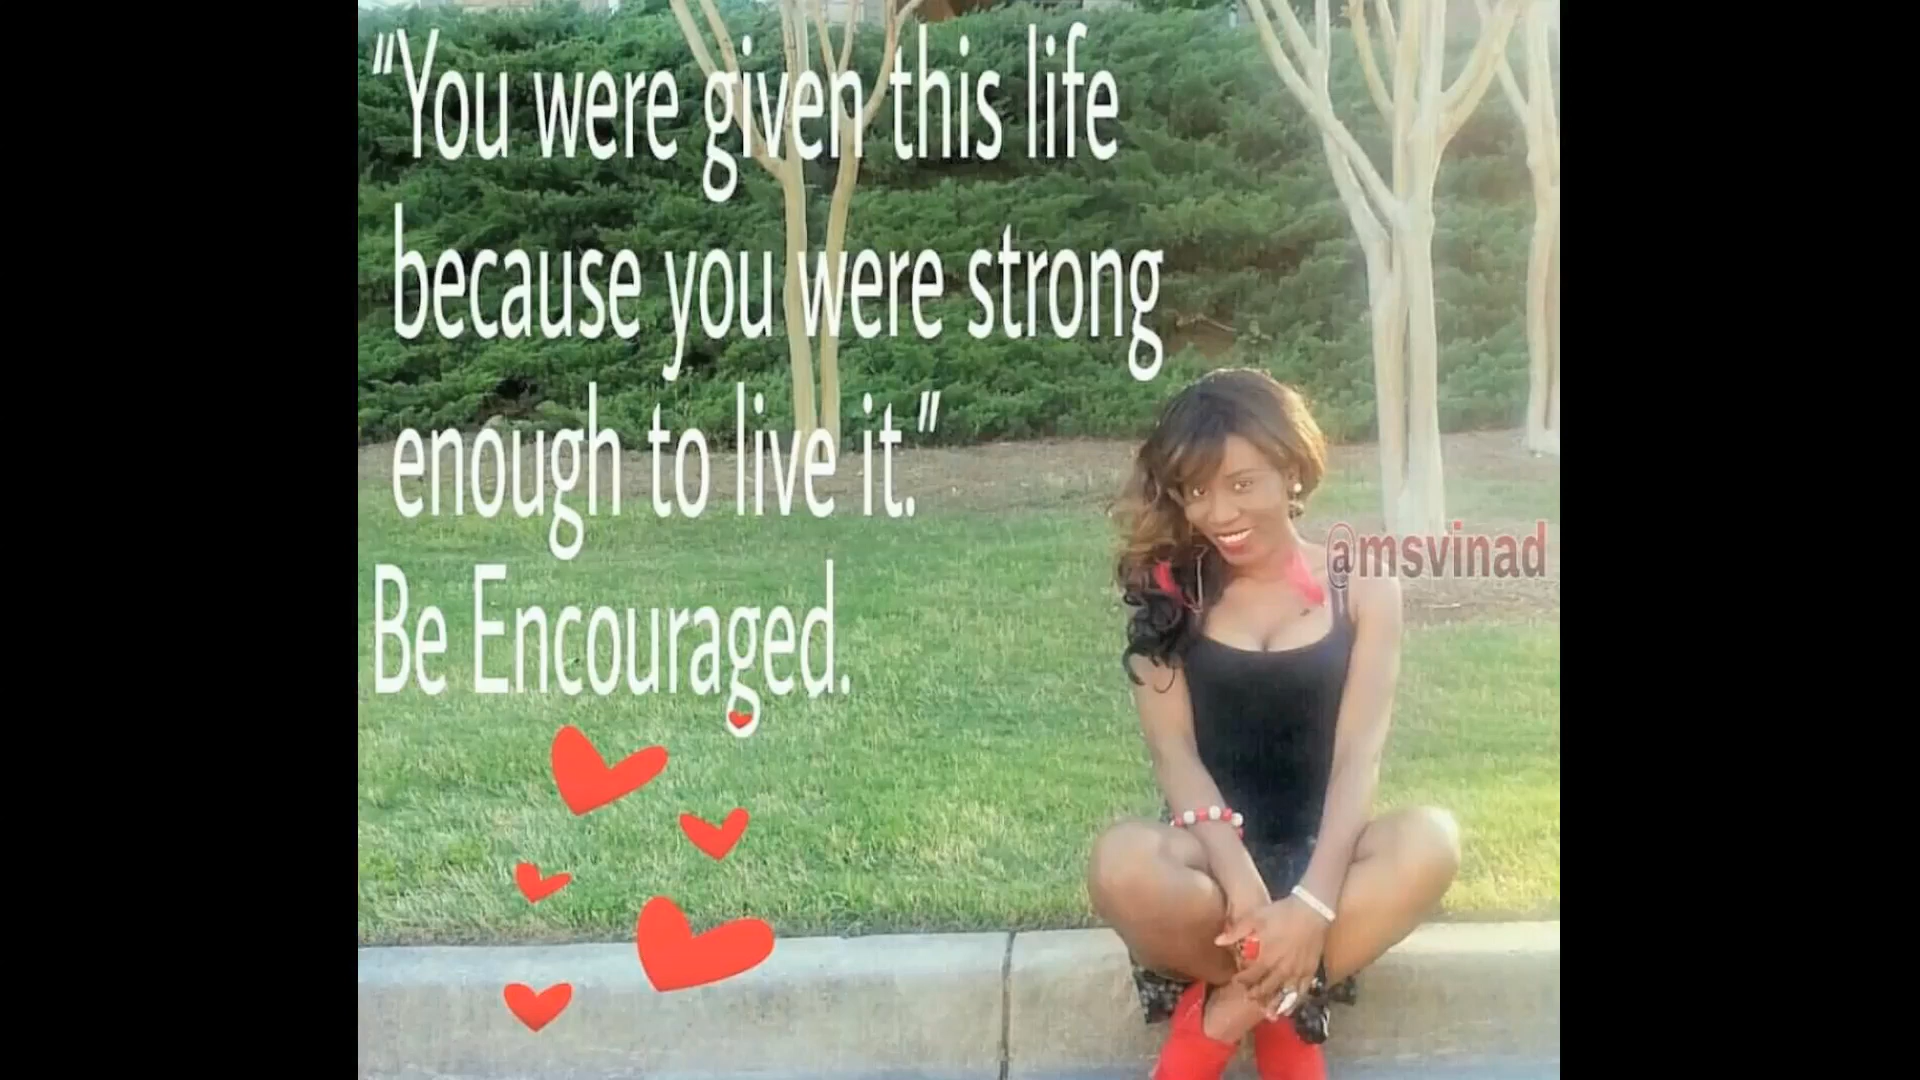 “You were given this life
because you were strong
enough to live it.”
Be Encouraged.
@msvinad